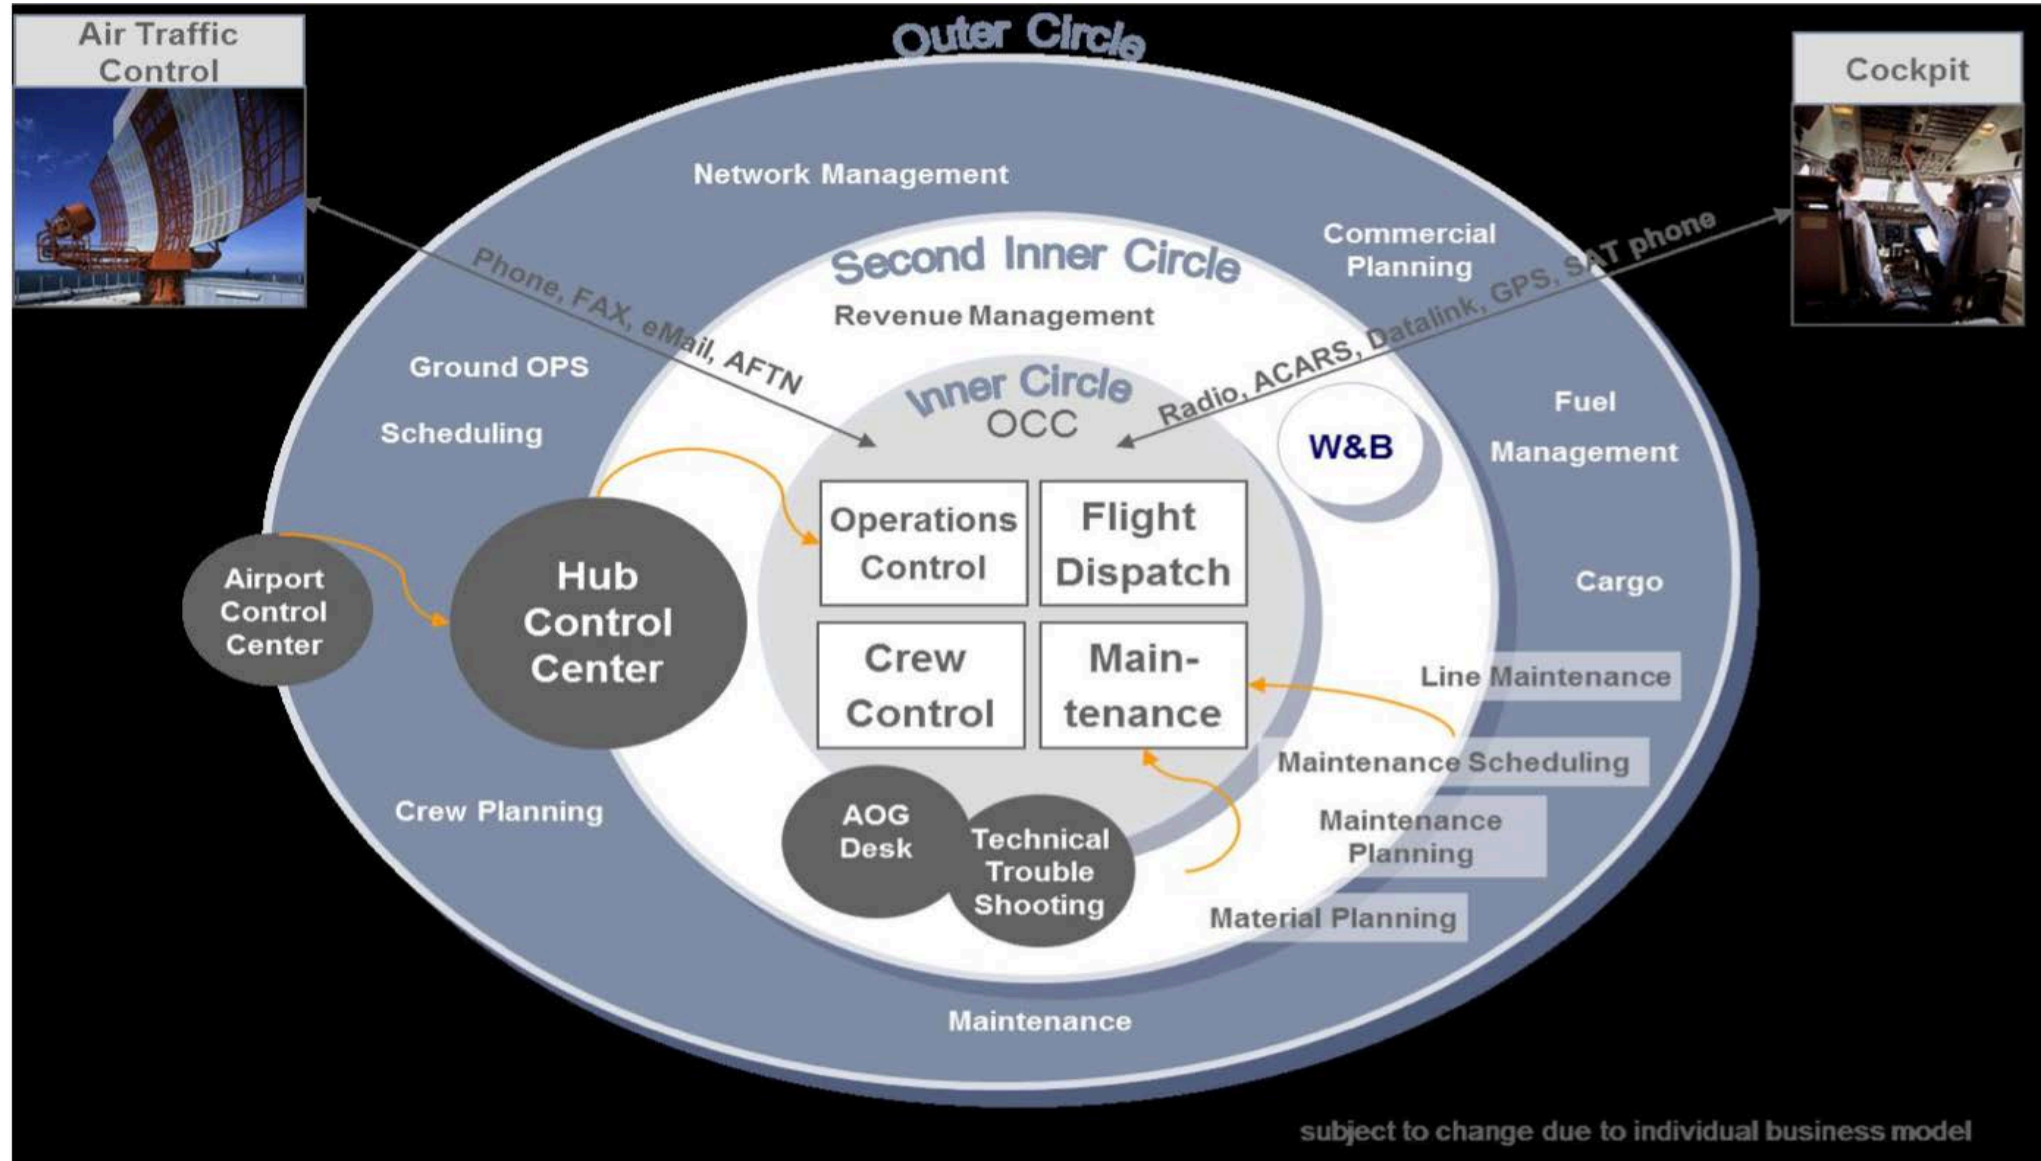 Air Traffic
Control
Outer Circle
Cockpit
Network Management
Commercial
Planning
Second Inner Circle
Revenue Management
Phone, FAX, eMail, AFTN
Radio, ACARS, Datalink, GPS, SAT phone
Ground OPS
Scheduling
Inner Circle
OCC
W&B
Fuel
Management
Operations
Control
Flight
Dispatch
Airport
Control
Center
Hub
Control
Center
Cargo
Crew
Control
Main-
tenance
Line Maintenance
Maintenance Scheduling
Crew Planning
AOG
Desk
Technical
Trouble
Shooting
Maintenance
Planning
Material Planning
Maintenance
subject to change due to individual business model